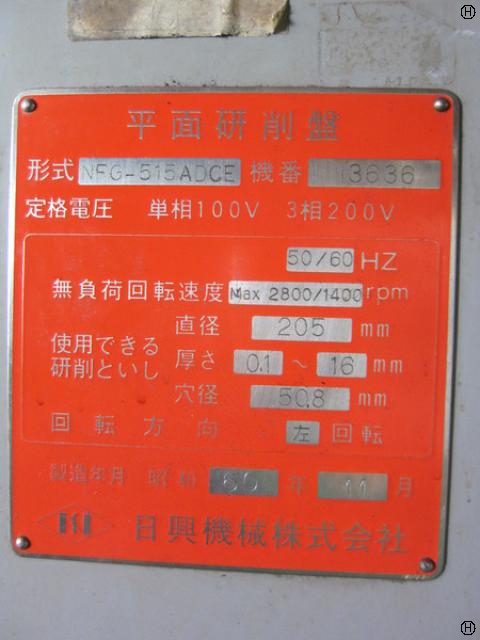 平面研削盤
形式 NFG-515ADCE 機番 3636
定格電圧 単相100V 3相200V
50/60 HZ
無負荷回転速度 Max 2800/1400 rpm
使用できる研削といし
直径 205 mm
厚さ 0.1 ~ 16 mm
穴径 50.8 mm
回転方向 左 回転
製造年月 昭和 60 年 11 月
日興機械株式会社